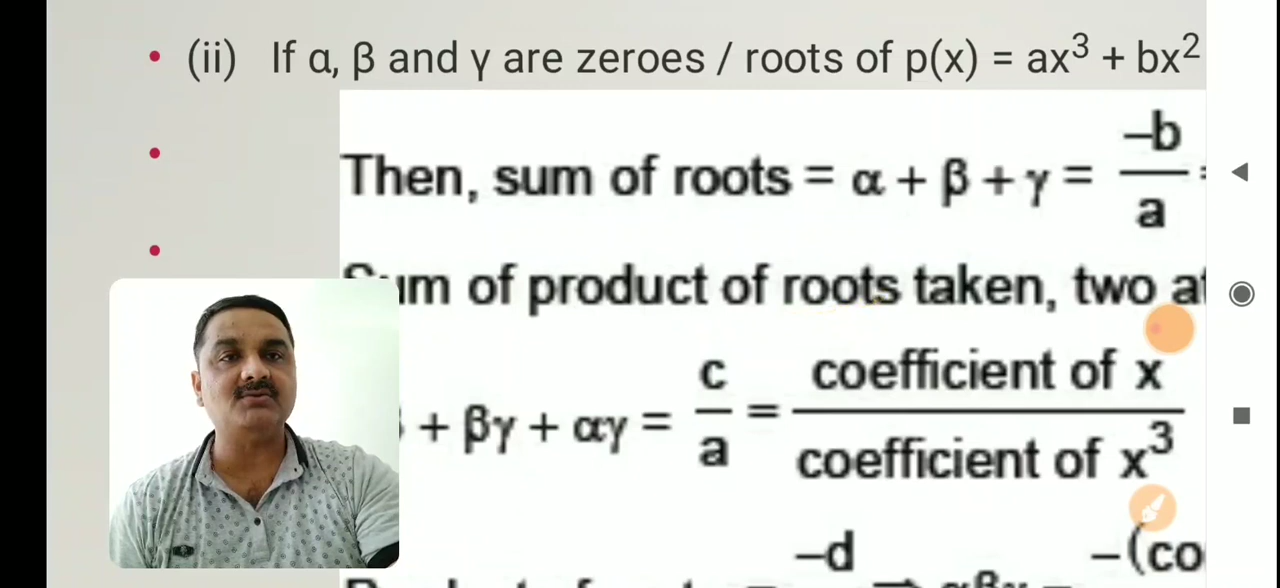 (ii) If α, β and γ are zeroes / roots of p(x) = ax³ + bx²
Then, sum of roots = α + β + γ = –b/a
Sum of product of roots taken, two at
+ βγ + αγ = c/a = coefficient of x / coefficient of x³
–d –(co